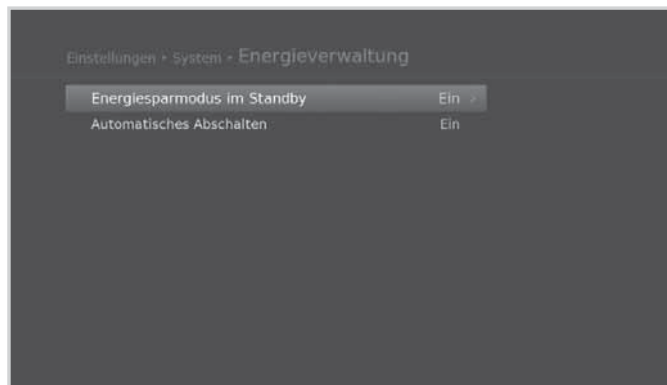 Einstellungen • System • Energieverwaltung
Energiesparmodus im Standby Ein >
Automatisches Abschalten Ein